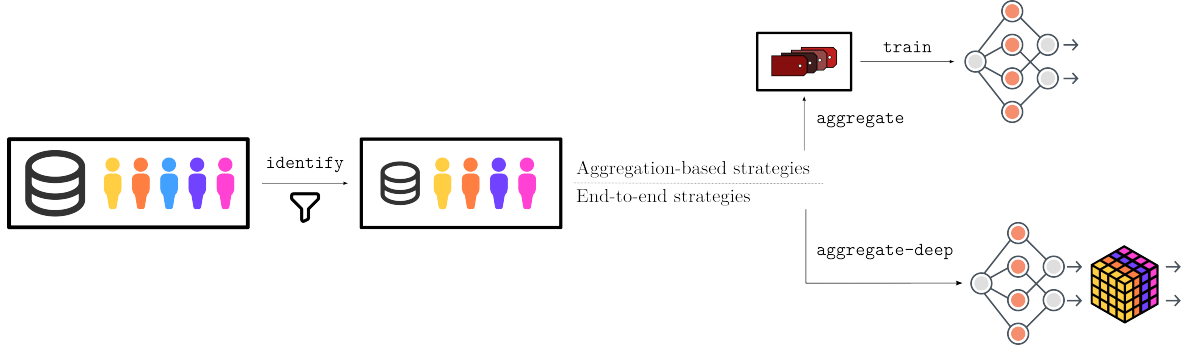 identify
Aggregation-based strategies
End-to-end strategies
aggregate
train
aggregate-deep